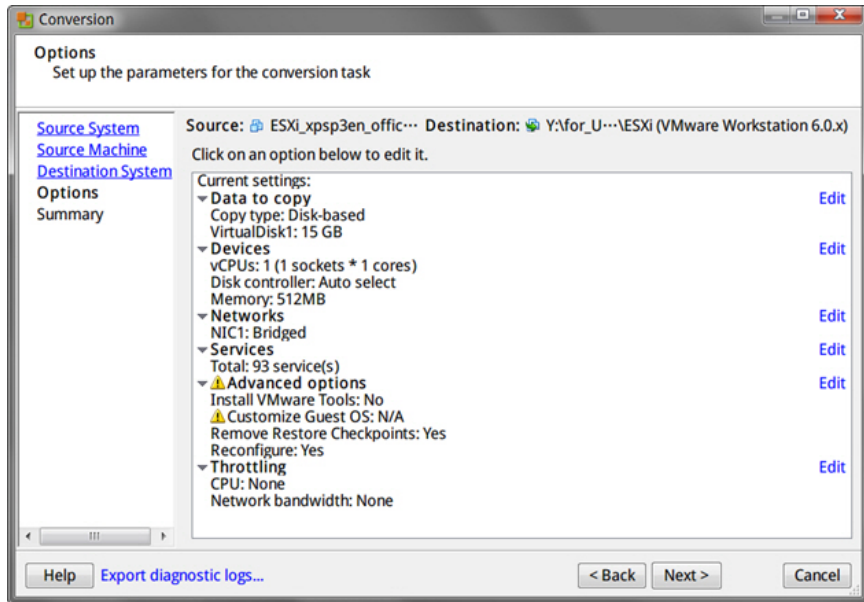 Conversion
Options
Set up the parameters for the conversion task
Source System
Source Machine
Destination System
Options
Summary
Source: ESXi_xpsp3en_offic··· Destination: Y:\for_U···\ESXi (VMware Workstation 6.0.x)
Click on an option below to edit it.
Current settings:
Data to copy Edit
Copy type: Disk-based
VirtualDisk1: 15 GB
Devices Edit
vCPUs: 1 (1 sockets * 1 cores)
Disk controller: Auto select
Memory: 512MB
Networks Edit
NIC1: Bridged
Services Edit
Total: 93 service(s)
Advanced options Edit
Install VMware Tools: No
Customize Guest OS: N/A
Remove Restore Checkpoints: Yes
Reconfigure: Yes
Throttling Edit
CPU: None
Network bandwidth: None
Help Export diagnostic logs... < Back Next > Cancel